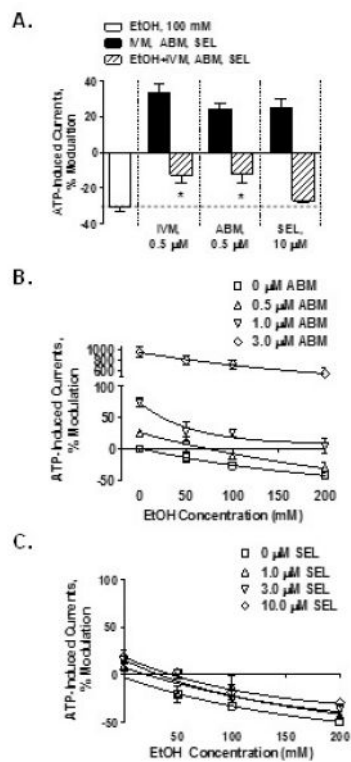 A.
EtOH, 100 mM
IVM, ABM, SEL
EtOH+IVM, ABM, SEL
ATP-Induced Currents,
% Modualtion
40
20
0
-20
-40
*
*
IVM,
0.5 µM
ABM,
0.5 µM
SEL,
10 µM
B.
0 µM ABM
0.5 µM ABM
1.0 µM ABM
3.0 µM ABM
ATP-Induced Currents,
% Modulation
1000
800
600
100
50
0
-50
0
50
100
200
EtOH Concentration (mM)
C.
0 µM SEL
1.0 µM SEL
3.0 µM SEL
10.0 µM SEL
ATP-Induced Currents,
% Modulation
100
50
0
-50
0
50
100
200
EtOH Concentration (mM)